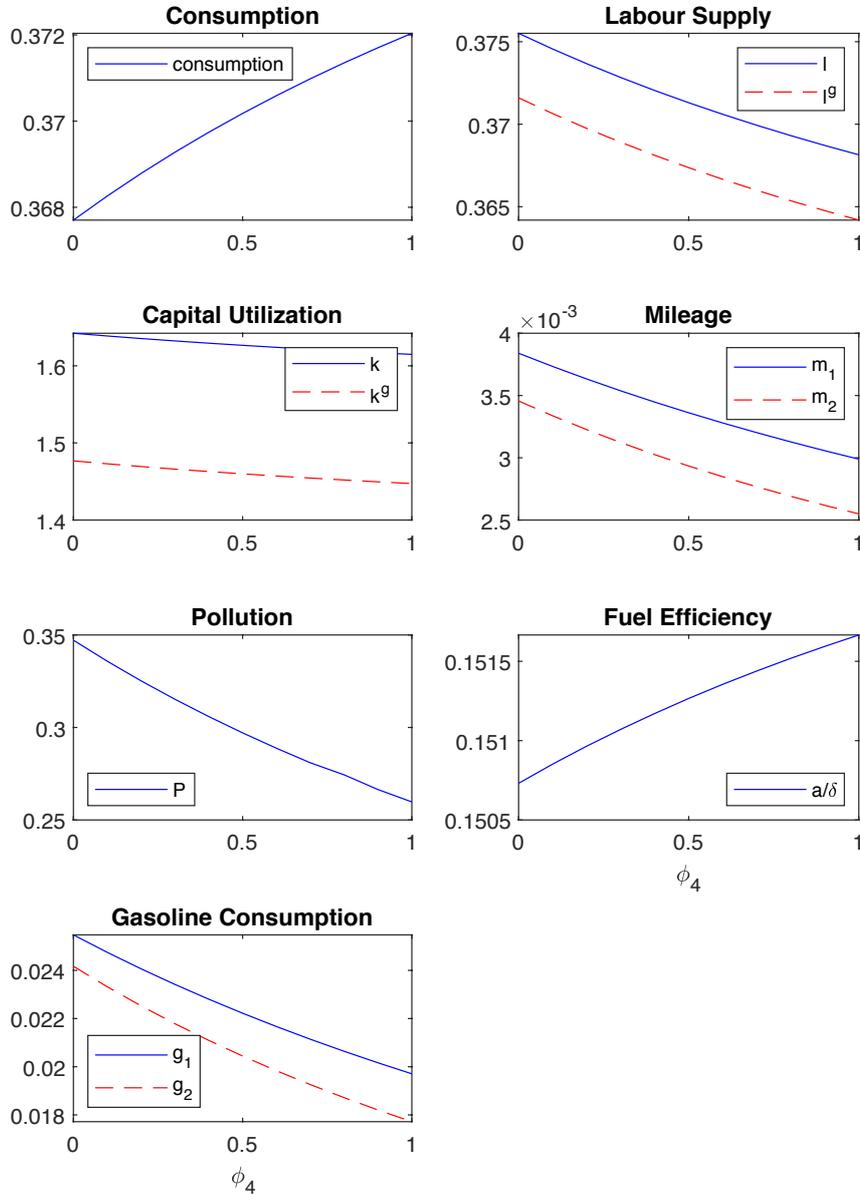 Consumption
0.372
0.37
0.368
0
0.5
1
consumption
Labour Supply
0.375
0.37
0.365
0
0.5
1
l
l^g
Capital Utilization
1.6
1.5
1.4
0
0.5
1
k
k^g
Mileage
×10^-3
4
3.5
3
2.5
0
0.5
1
m_1
m_2
Pollution
0.35
0.3
0.25
0
0.5
1
P
Fuel Efficiency
0.1515
0.151
0.1505
0
0.5
1
a/δ
ϕ_4
Gasoline Consumption
0.024
0.022
0.02
0.018
0
0.5
1
g_1
g_2
ϕ_4